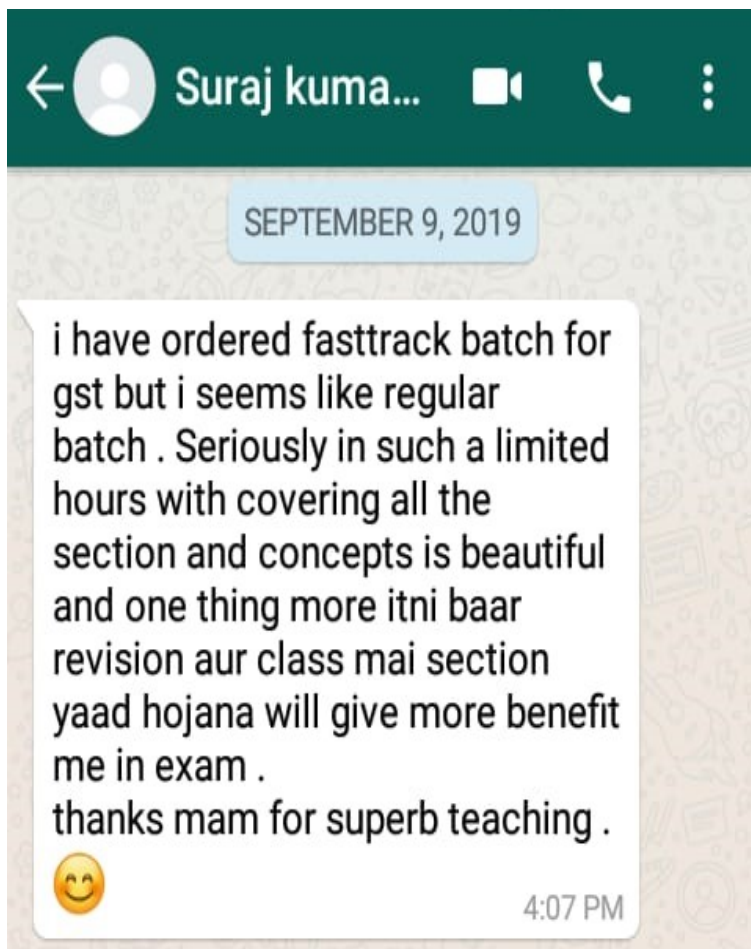 Suraj kuma...
SEPTEMBER 9, 2019
i have ordered fasttrack batch for
gst but i seems like regular
batch . Seriously in such a limited
hours with covering all the
section and concepts is beautiful
and one thing more itni baar
revision aur class mai section
yaad hojana will give more benefit
me in exam .
thanks mam for superb teaching .
😊
4:07 PM